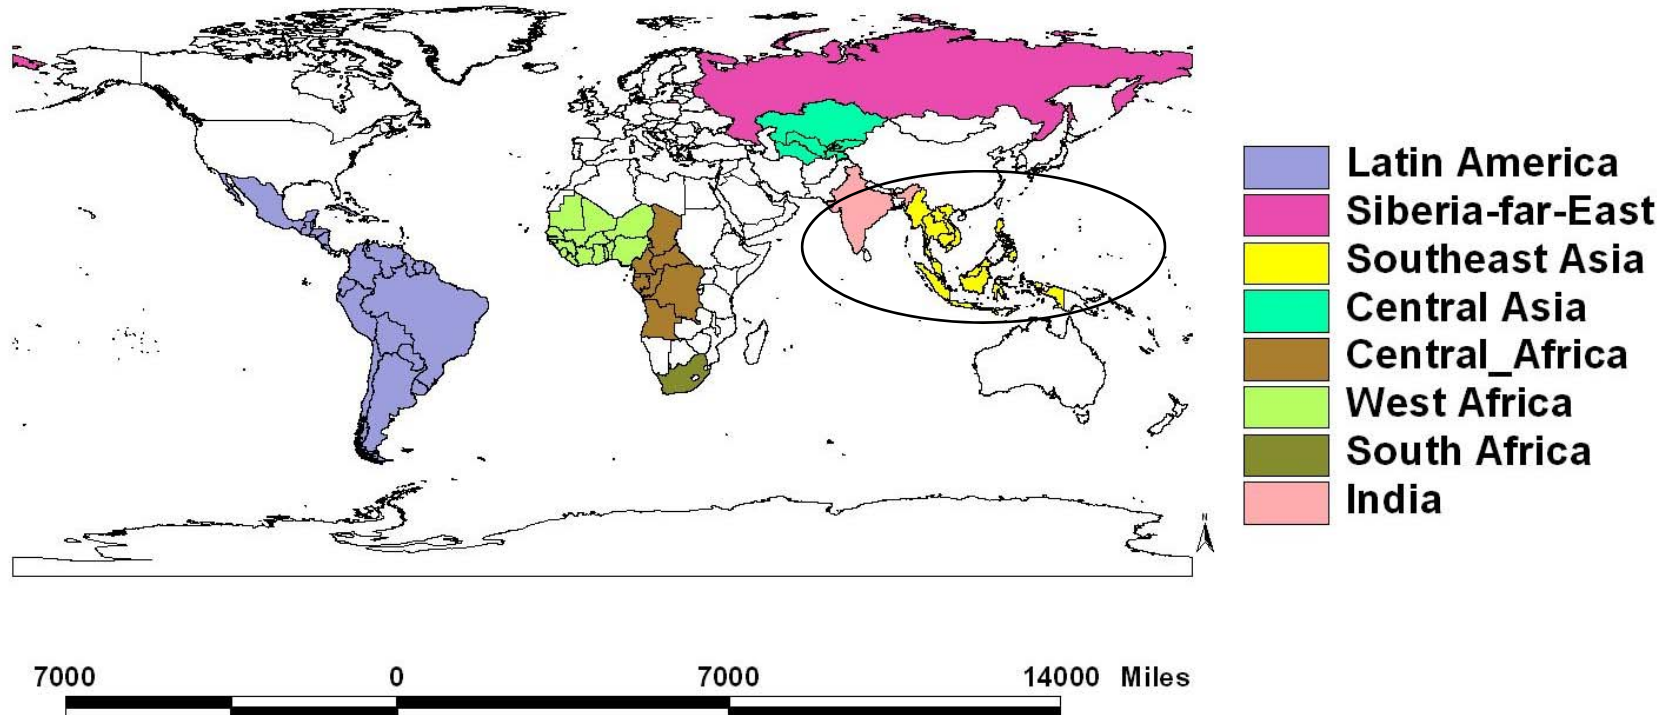 Latin America
Siberia-far-East
Southeast Asia
Central Asia
Central_Africa
West Africa
South Africa
India
N
7000 0 7000 14000 Miles